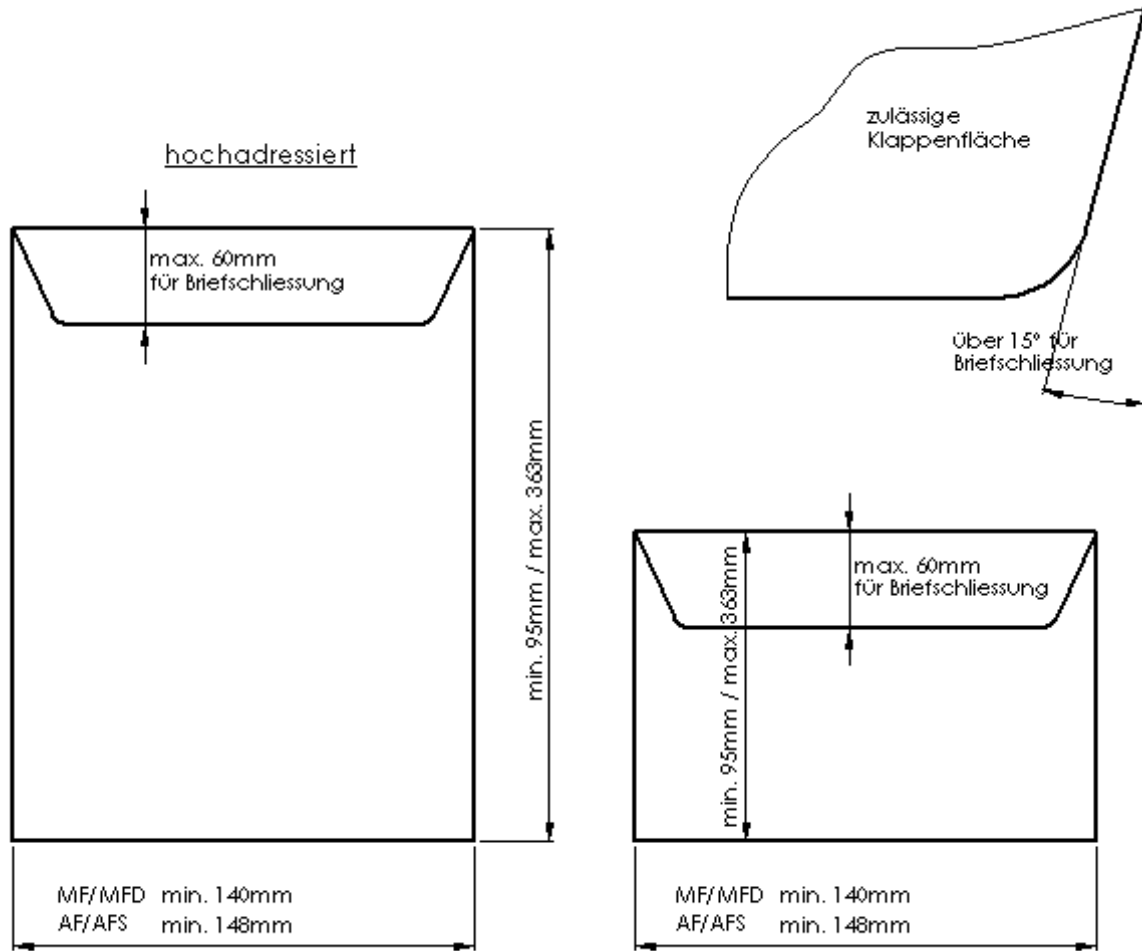 hochadressiert
max. 60mm
für Briefschliessung
min. 95mm / max. 363mm
MF/MFD min. 140mm
AF/AFS min. 148mm
zulässige
Klappenfläche
über 15° für
Briefschliessung
max. 60mm
für Briefschliessung
min. 95mm / max. 363mm
MF/MFD min. 140mm
AF/AFS min. 148mm